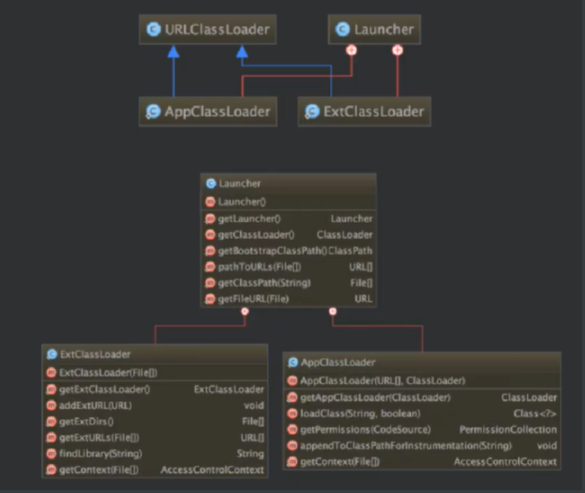 URLClassLoader
Launcher
AppClassLoader
ExtClassLoader
Launcher
Launcher()
getLauncher() Launcher
getClassLoader() ClassLoader
getBootstrapClassPath() ClassPath
pathToURLs(File[]) URL[]
getClassPath(String) File[]
getFileURL(File) URL
ExtClassLoader
ExtClassLoader(File[])
getExtClassLoader() ExtClassLoader
addExtURL(URL) void
getExtDirs() File[]
getExtURLs(File[]) URL[]
findLibrary(String) String
getContext(File[]) AccessControlContext
AppClassLoader
AppClassLoader(URL[], ClassLoader)
getAppClassLoader(ClassLoader) ClassLoader
loadClass(String, boolean) Class<?>
getPermissions(CodeSource) PermissionCollection
appendToClassPathForInstrumentation(String) void
getContext(File[]) AccessControlContext